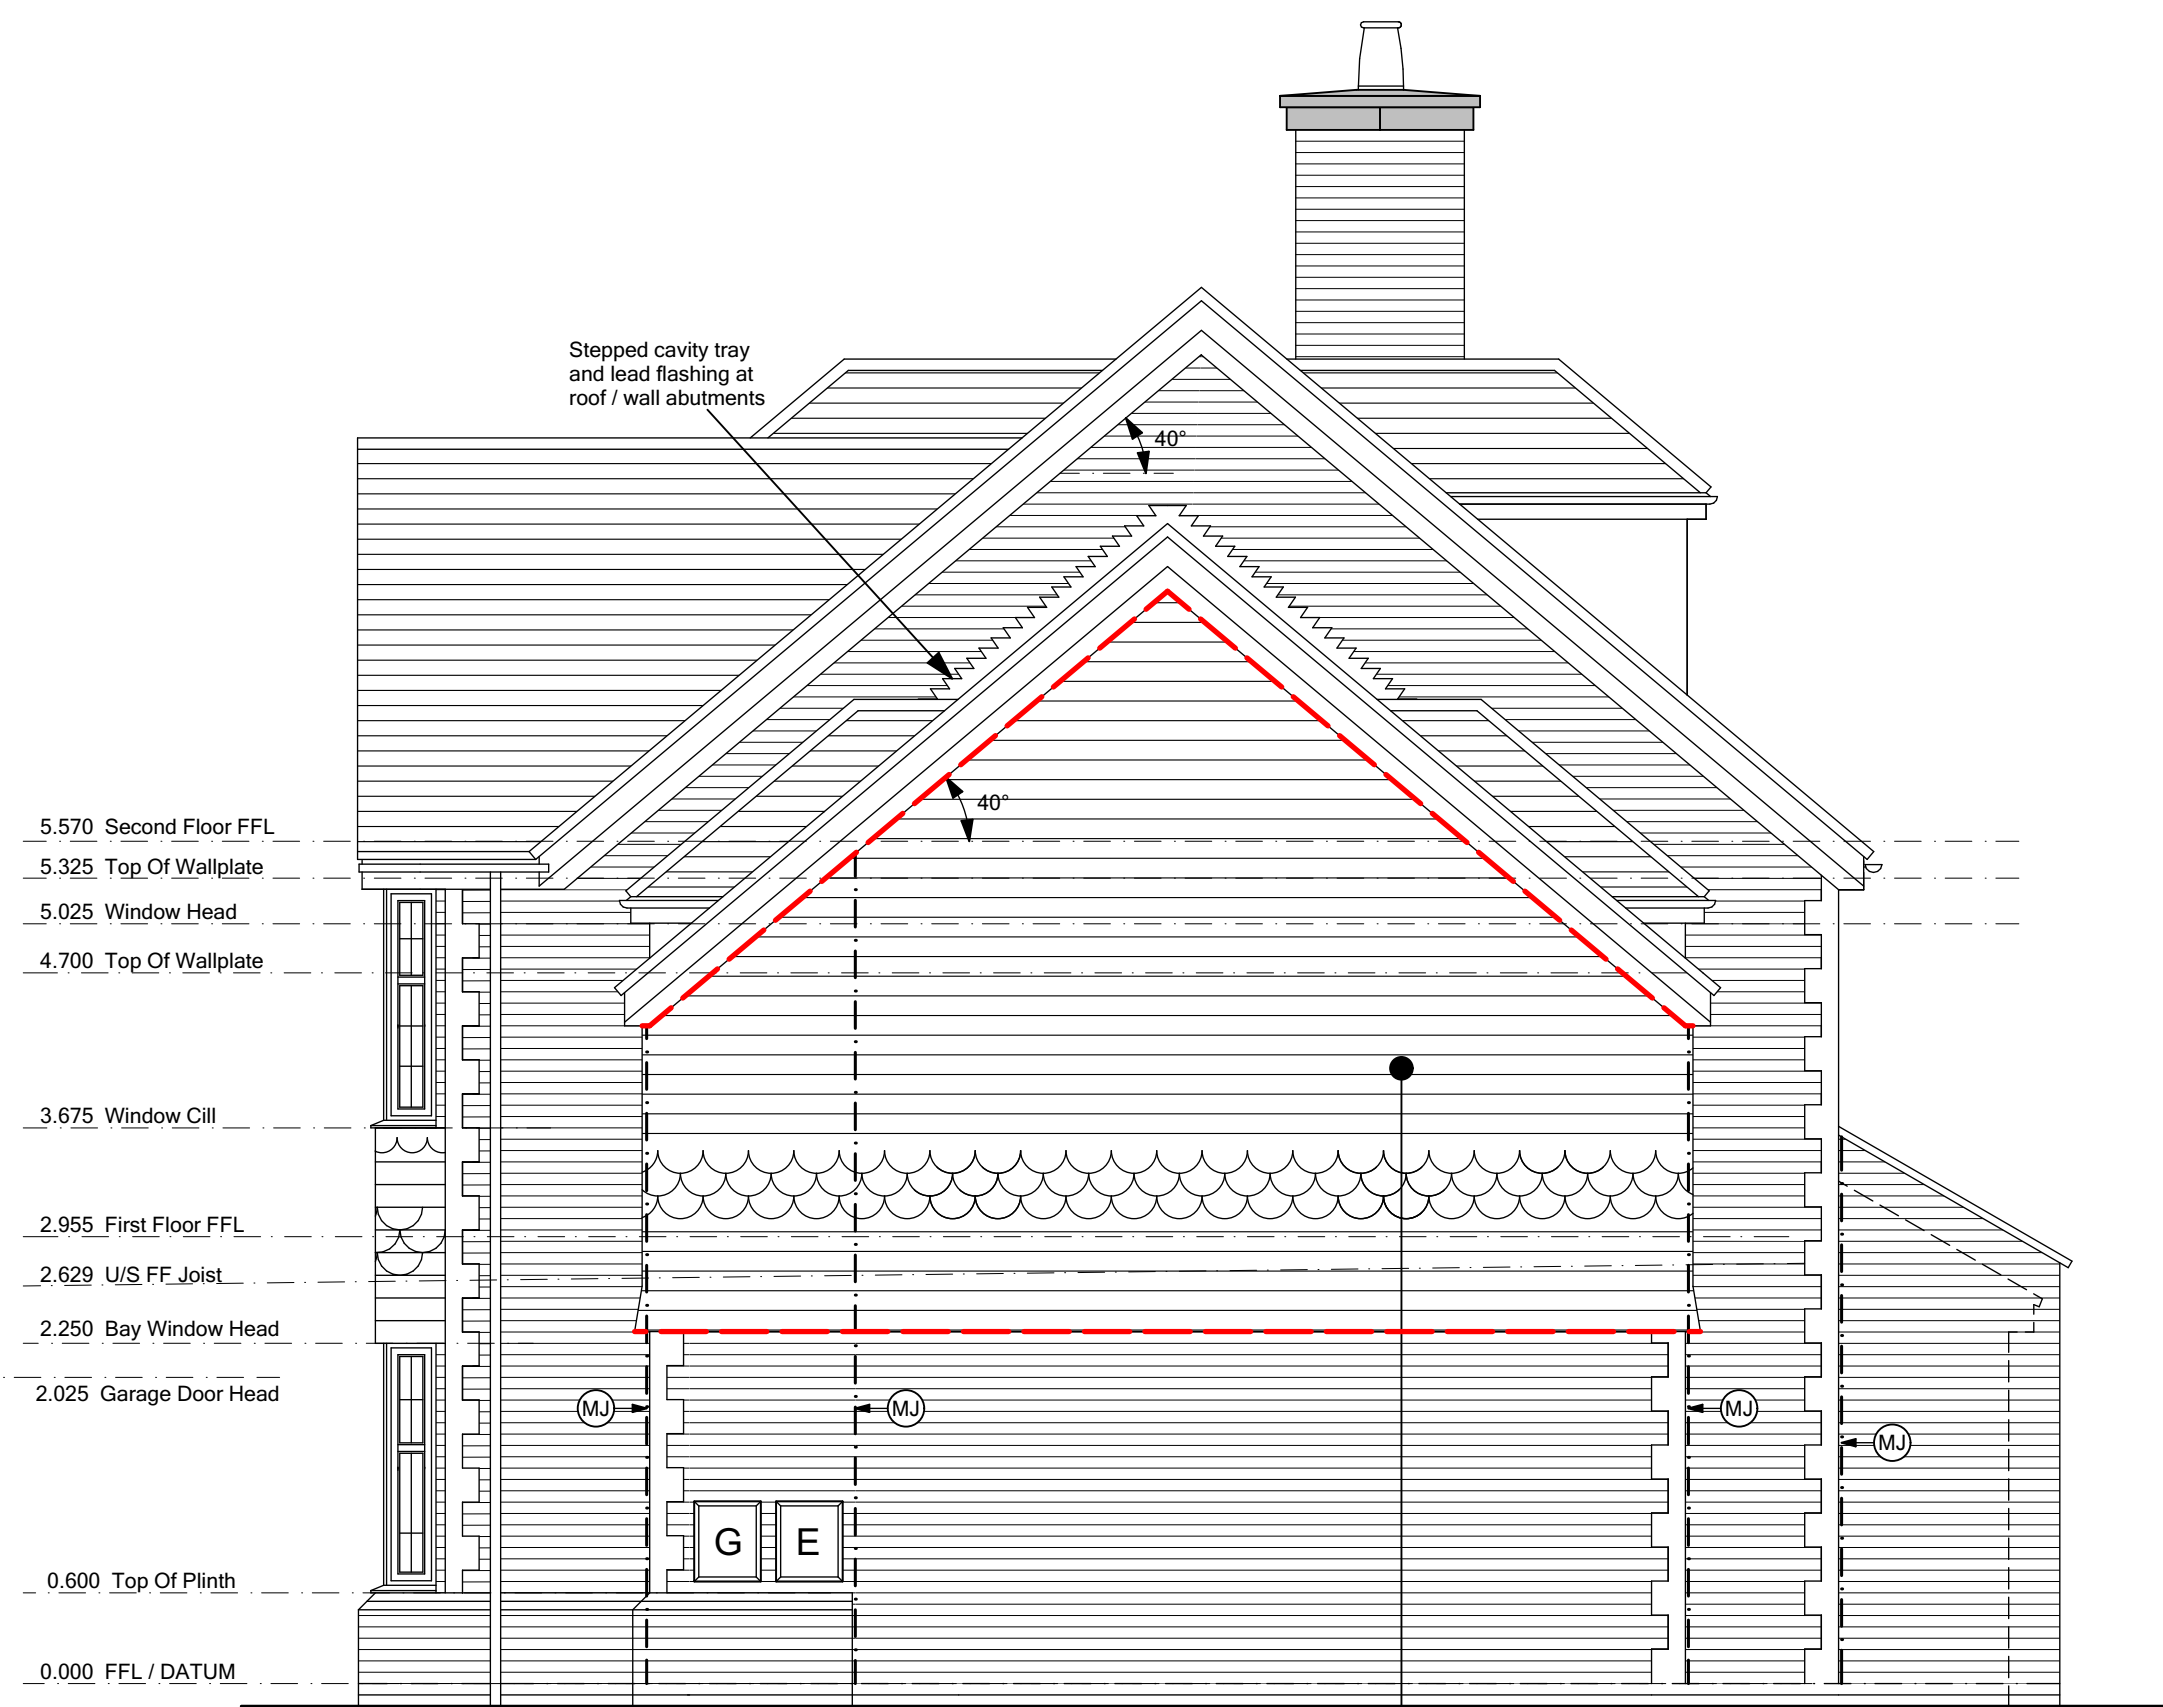 Stepped cavity tray
and lead flashing at
roof / wall abutments
40°
40°
5.570 Second Floor FFL
5.325 Top Of Wallplate
5.025 Window Head
4.700 Top Of Wallplate
3.675 Window Cill
2.955 First Floor FFL
2.629 U/S FF Joist
2.250 Bay Window Head
2.025 Garage Door Head
MJ
MJ
MJ
MJ
G E
0.600 Top Of Plinth
0.000 FFL / DATUM